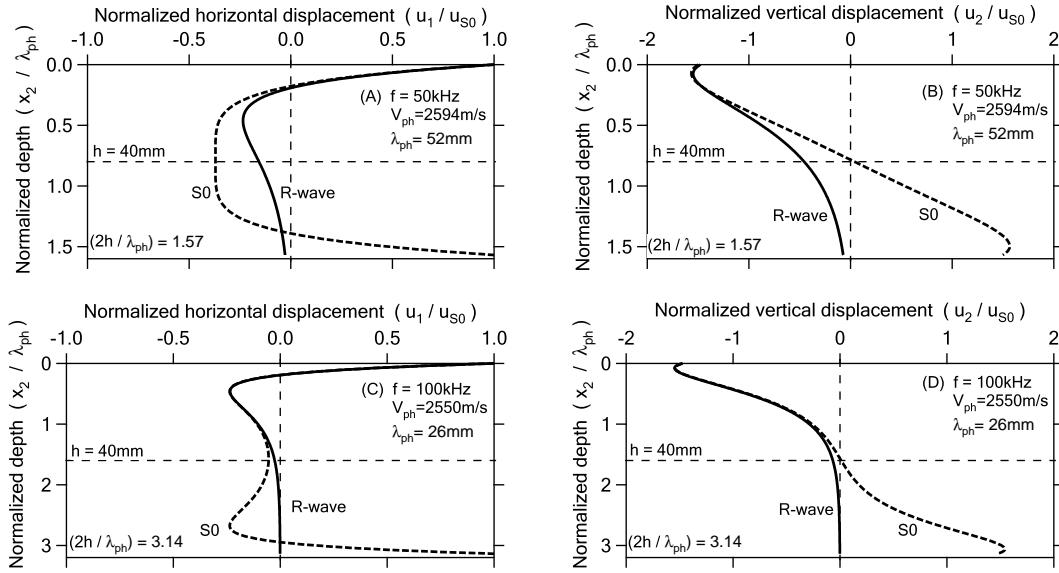 Normalized horizontal displacement ( u1 / uS0 )
-1.0 -0.5 0.0 0.5 1.0
Normalized depth ( x2 / λph )
0.0
0.5
1.0
1.5
(A) f = 50kHz
Vph=2594m/s
λph= 52mm
h = 40mm
S0
R-wave
(2h / λph) = 1.57
Normalized vertical displacement ( u2 / uS0 )
-2 -1 0 1 2
Normalized depth ( x2 / λph )
0.0
0.5
1.0
1.5
(B) f = 50kHz
Vph=2594m/s
λph= 52mm
h = 40mm
R-wave
S0
(2h / λph) = 1.57
Normalized horizontal displacement ( u1 / uS0 )
-1.0 -0.5 0.0 0.5 1.0
Normalized depth ( x2 / λph )
0
1
2
3
(C) f = 100kHz
Vph=2550m/s
λph= 26mm
h = 40mm
R-wave
S0
(2h / λph) = 3.14
Normalized vertical displacement ( u2 / uS0 )
-2 -1 0 1 2
Normalized depth ( x2 / λph )
0
1
2
3
(D) f = 100kHz
Vph=2550m/s
λph= 26mm
h = 40mm
R-wave
S0
(2h / λph) = 3.14